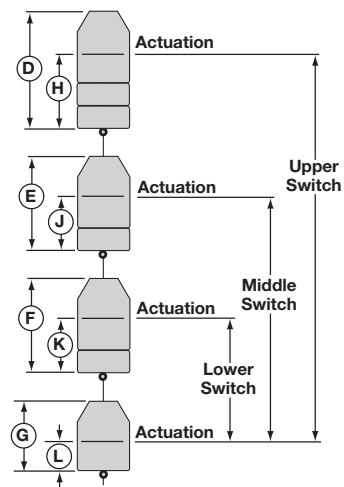 Actuation
D
H
Upper
Switch
E
Actuation
J
Middle
Switch
F
Actuation
K
Lower
Switch
G
Actuation
L